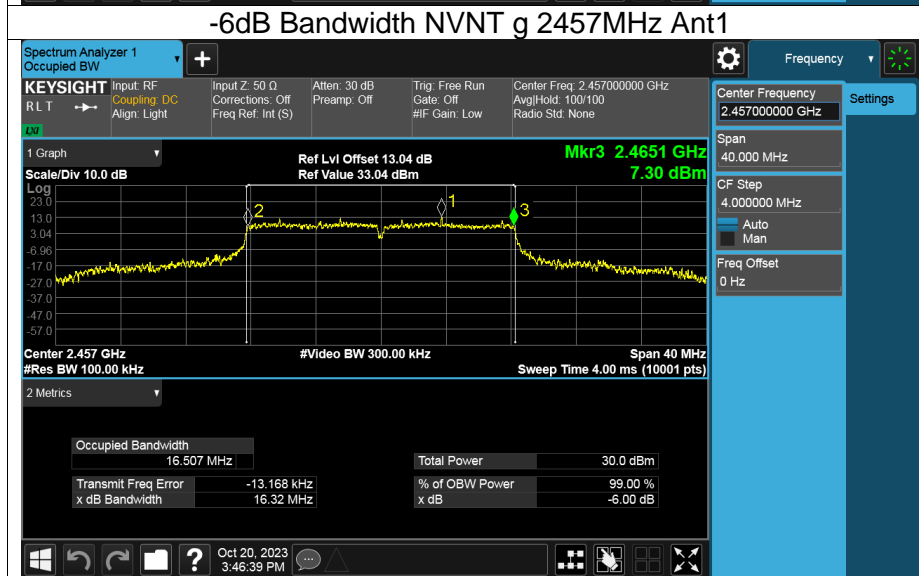 -6dB Bandwidth NVNT g 2457MHz Ant1
Spectrum Analyzer 1
Occupied BW
Frequency
KEYSIGHT
R L T
LXI
Input: RF
Coupling: DC
Align: Light
Input Z: 50 Ω
Corrections: Off
Freq Ref: Int (S)
Atten: 30 dB
Preamp: Off
Trig: Free Run
Gate: Off
#IF Gain: Low
Center Freq: 2.457000000 GHz
Avg|Hold: 100/100
Radio Std: None
Center Frequency
2.457000000 GHz
Settings
Span
40.000 MHz
CF Step
4.000000 MHz
Auto
Man
Freq Offset
0 Hz
1 Graph
Scale/Div 10.0 dB
Ref Lvl Offset 13.04 dB
Ref Value 33.04 dBm
Mkr3 2.4651 GHz
7.30 dBm
Log
23.0
13.0
3.04
-6.96
-17.0
-27.0
-37.0
-47.0
-57.0
2
1
3
Center 2.457 GHz
#Res BW 100.00 kHz
#Video BW 300.00 kHz
Span 40 MHz
Sweep Time 4.00 ms (10001 pts)
2 Metrics
Occupied Bandwidth
16.507 MHz
Transmit Freq Error -13.168 kHz
x dB Bandwidth 16.32 MHz
Total Power 30.0 dBm
% of OBW Power 99.00 %
x dB -6.00 dB
?
Oct 20, 2023
3:46:39 PM